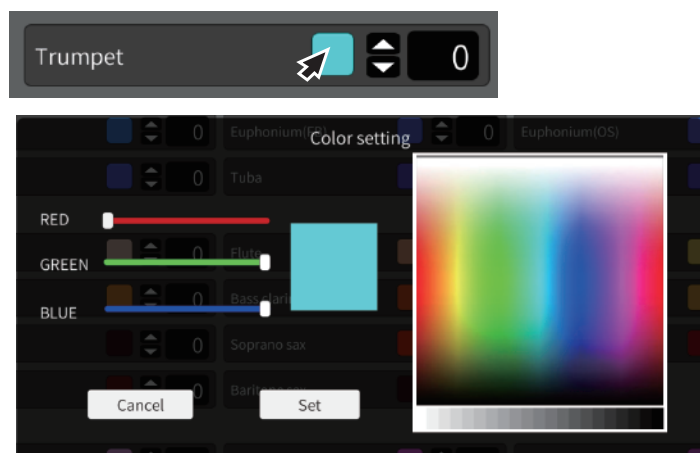 Trumpet 0
0 Euphonium(EB) 0 Euphonium(OS)
Color setting
0 Tuba
RED
0 Flute
GREEN
0 Bass clarinet
BLUE
0 Soprano sax
0 Baritone sax
Cancel Set